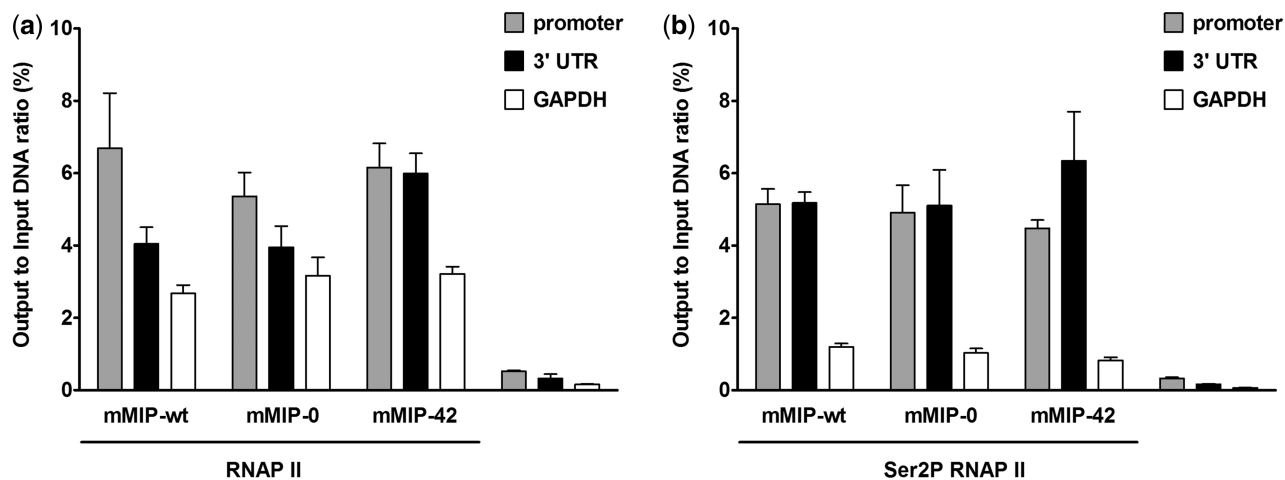 (a)
Output to Input DNA ratio (%)
10
8
6
4
2
0
promoter
3' UTR
GAPDH
mMIP-wt mMIP-0 mMIP-42
RNAP II
(b)
Output to Input DNA ratio (%)
10
8
6
4
2
0
promoter
3' UTR
GAPDH
mMIP-wt mMIP-0 mMIP-42
Ser2P RNAP II